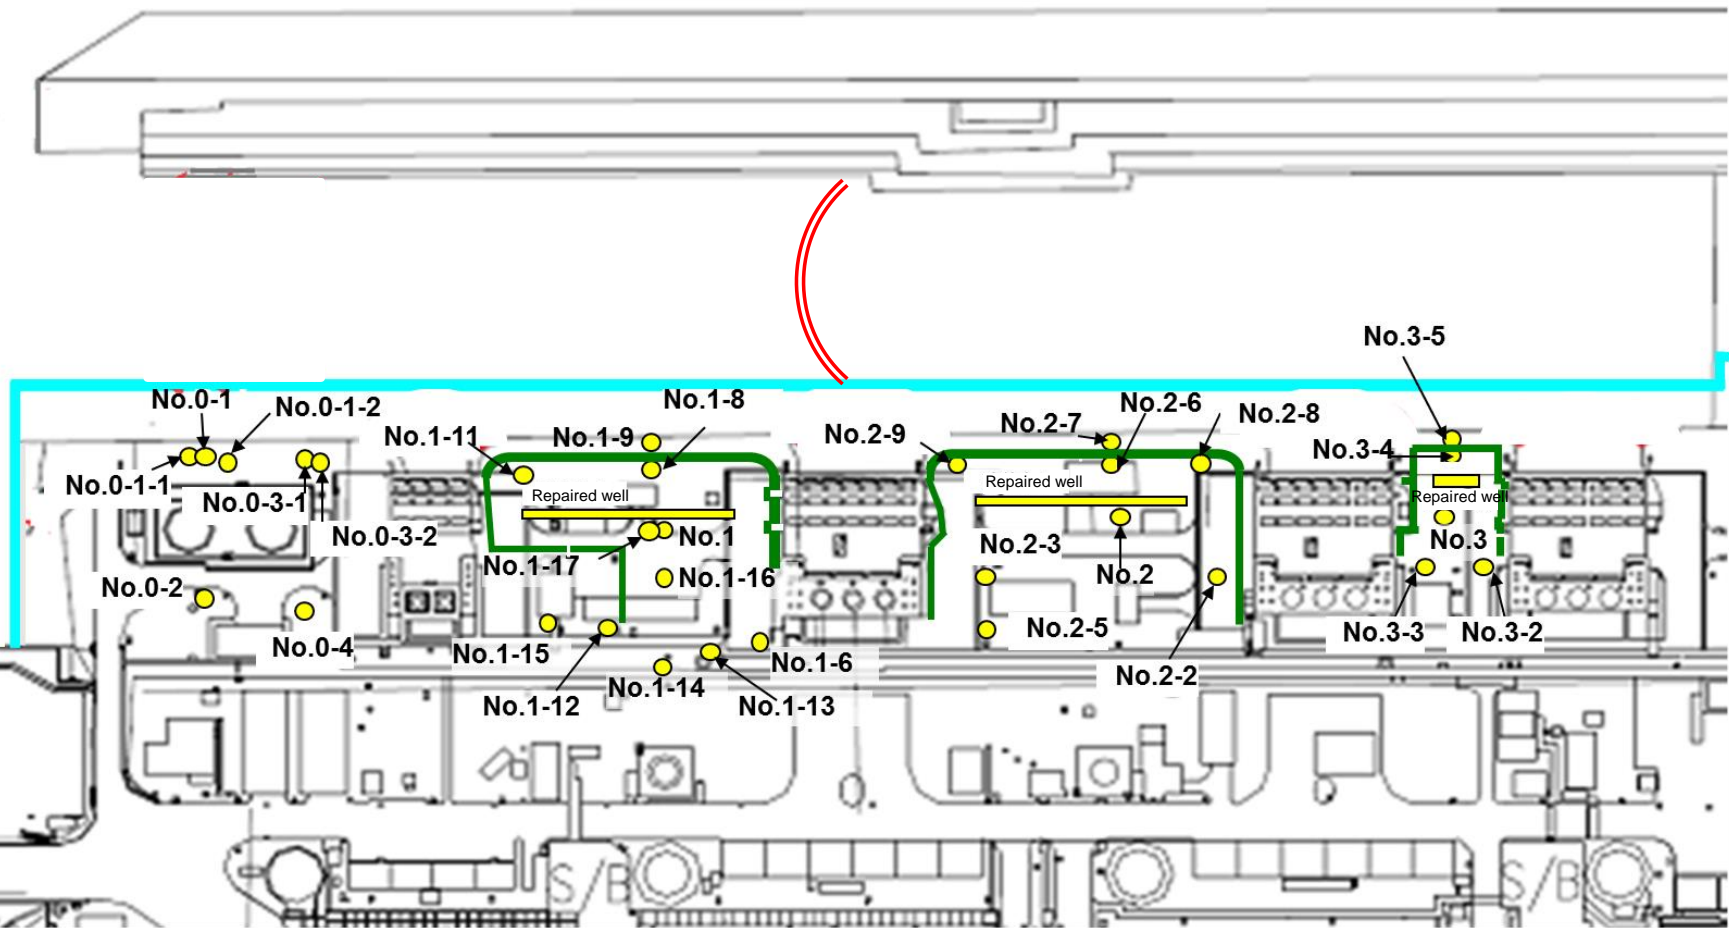 No.3-5
No.0-1
No.0-1-2
No.1-8
No.2-6
No.2-8
No.1-11
No.1-9
No.2-9
No.2-7
No.3-4
No.0-1-1
No.0-3-1
Repaired well
Repaired well
Repaired well
No.0-3-2
No.1
No.2-3
No.3
No.1-17
No.1-16
No.2
No.0-2
No.0-4
No.1-15
No.1-6
No.2-5
No.3-3
No.3-2
No.1-14
No.2-2
No.1-12
No.1-13
S/B
S/B